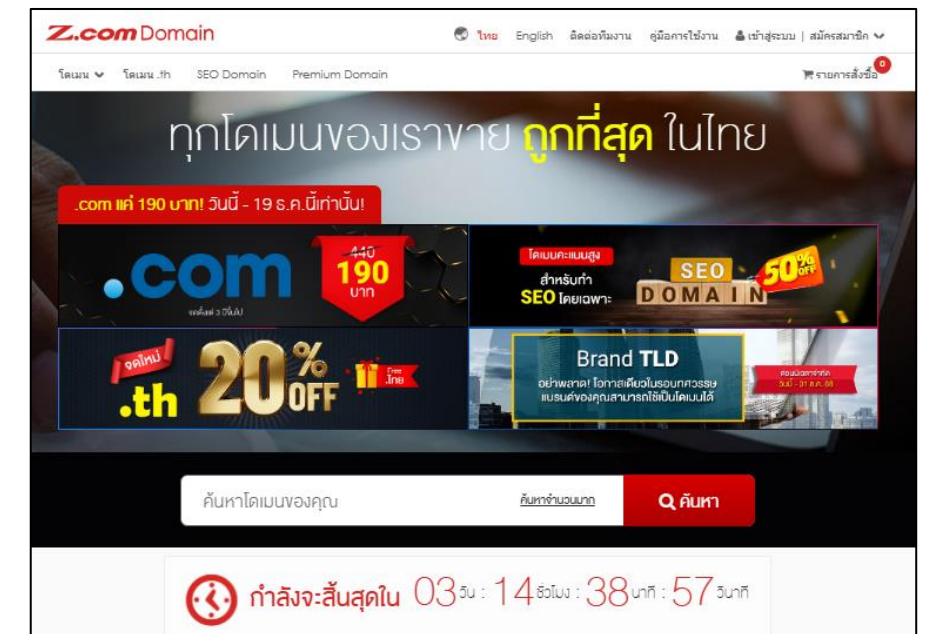 Z.com Domain
ไทย English ติดต่อทีมงาน คู่มือการใช้งาน เข้าสู่ระบบ | สมัครสมาชิก
โดเมน โดเมน .th SEO Domain Premium Domain รายการสั่งซื้อ 0
ทุกโดเมนของเราขาย ถูกที่สุด ในไทย
.com แค่ 190 บาท! วันนี้ - 19 ธ.ค.นี้เท่านั้น!
.com
440
190
บาท
จดตั้งแต่ 3 ปีขึ้นไป
โดเมนคะแนนสูง
สำหรับทำ
SEO โดยเฉพาะ
SEO
DOMAIN
50% OFF
จดใหม่
.th
20% OFF
Free
.ไทย
Brand TLD
อย่าพลาด! โอกาสเดียวในรอบทศวรรษ
แบรนด์ของคุณสามารถใช้เป็นโดเมนได้
ค้นหาโดเมนของคุณ ค้นหาจำนวนมาก ค้นหา
กำลังจะสิ้นสุดใน 03 วัน : 14 ชั่วโมง : 38 นาที : 57 วินาที